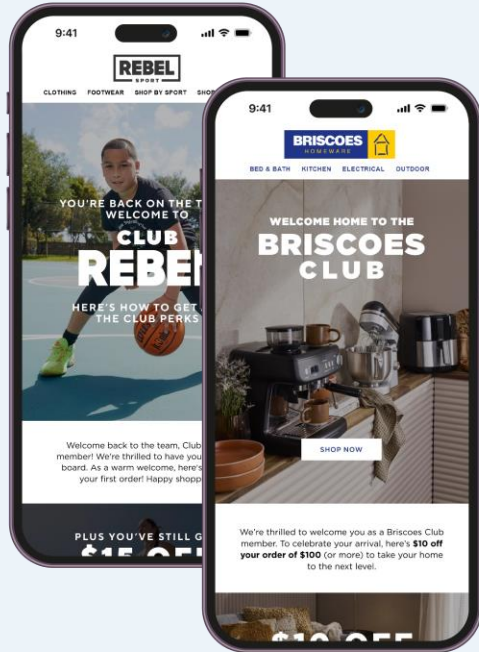 9:41
REBEL
SPORT
CLOTHING FOOTWEAR SHOP BY SPORT
YOU'RE BACK ON THE
WELCOME TO
CLUB
HERE'S HOW TO GET
THE CLUB PERKS
Welcome back to the team, Club
member! We're thrilled to have you
board. As a warm welcome, here's
your first order! Happy
PLUS YOU'VE STILL
$15 OFF
9:41
BRISCOES
HOMEWARE
BED & BATH KITCHEN ELECTRICAL OUTDOOR
WELCOME HOME TO THE
BRISCOES
CLUB
SHOP NOW
We're thrilled to welcome you as a Briscoes Club
member. To celebrate your arrival, here's $10 off
your order of $100 (or more) to take your home
to the next level.
$10 OFF